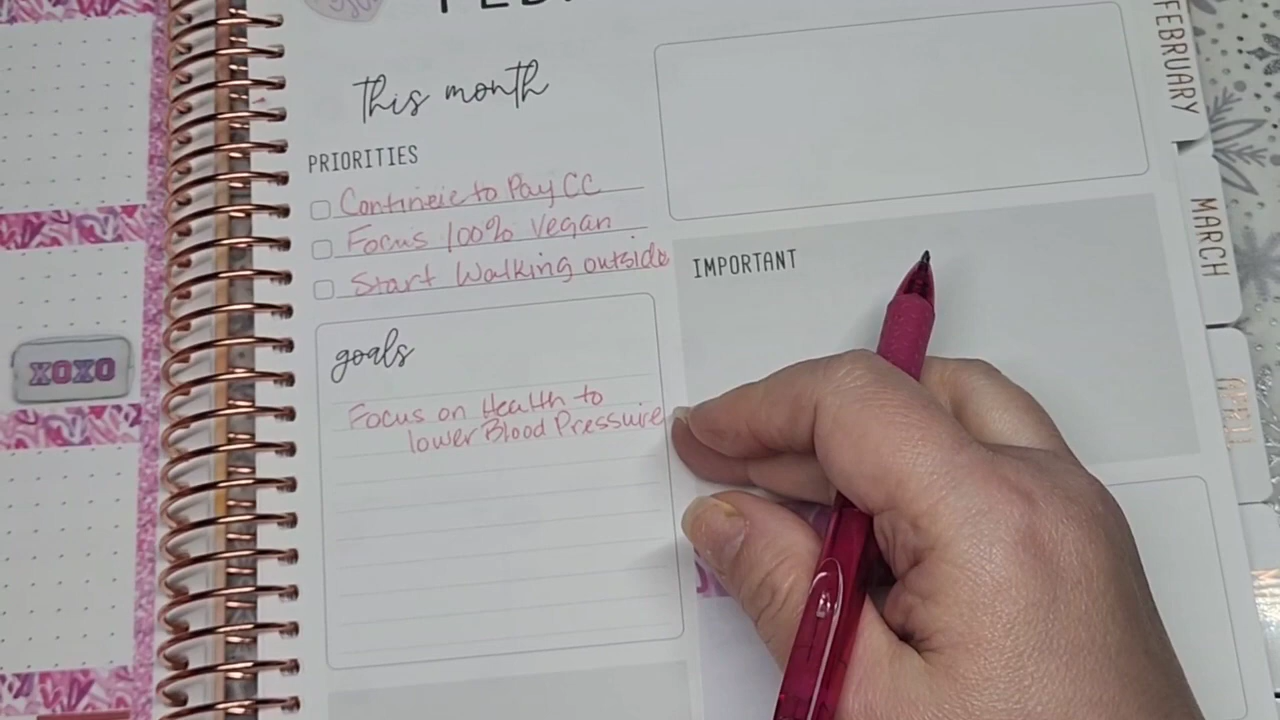 this month
PRIORITIES
Continue to Pay CC
Focus 100% Vegan
Start Walking outside
goals
Focus on Health to
lower Blood Pressure
IMPORTANT
XOXO
FEBRUARY
MARCH
APRIL